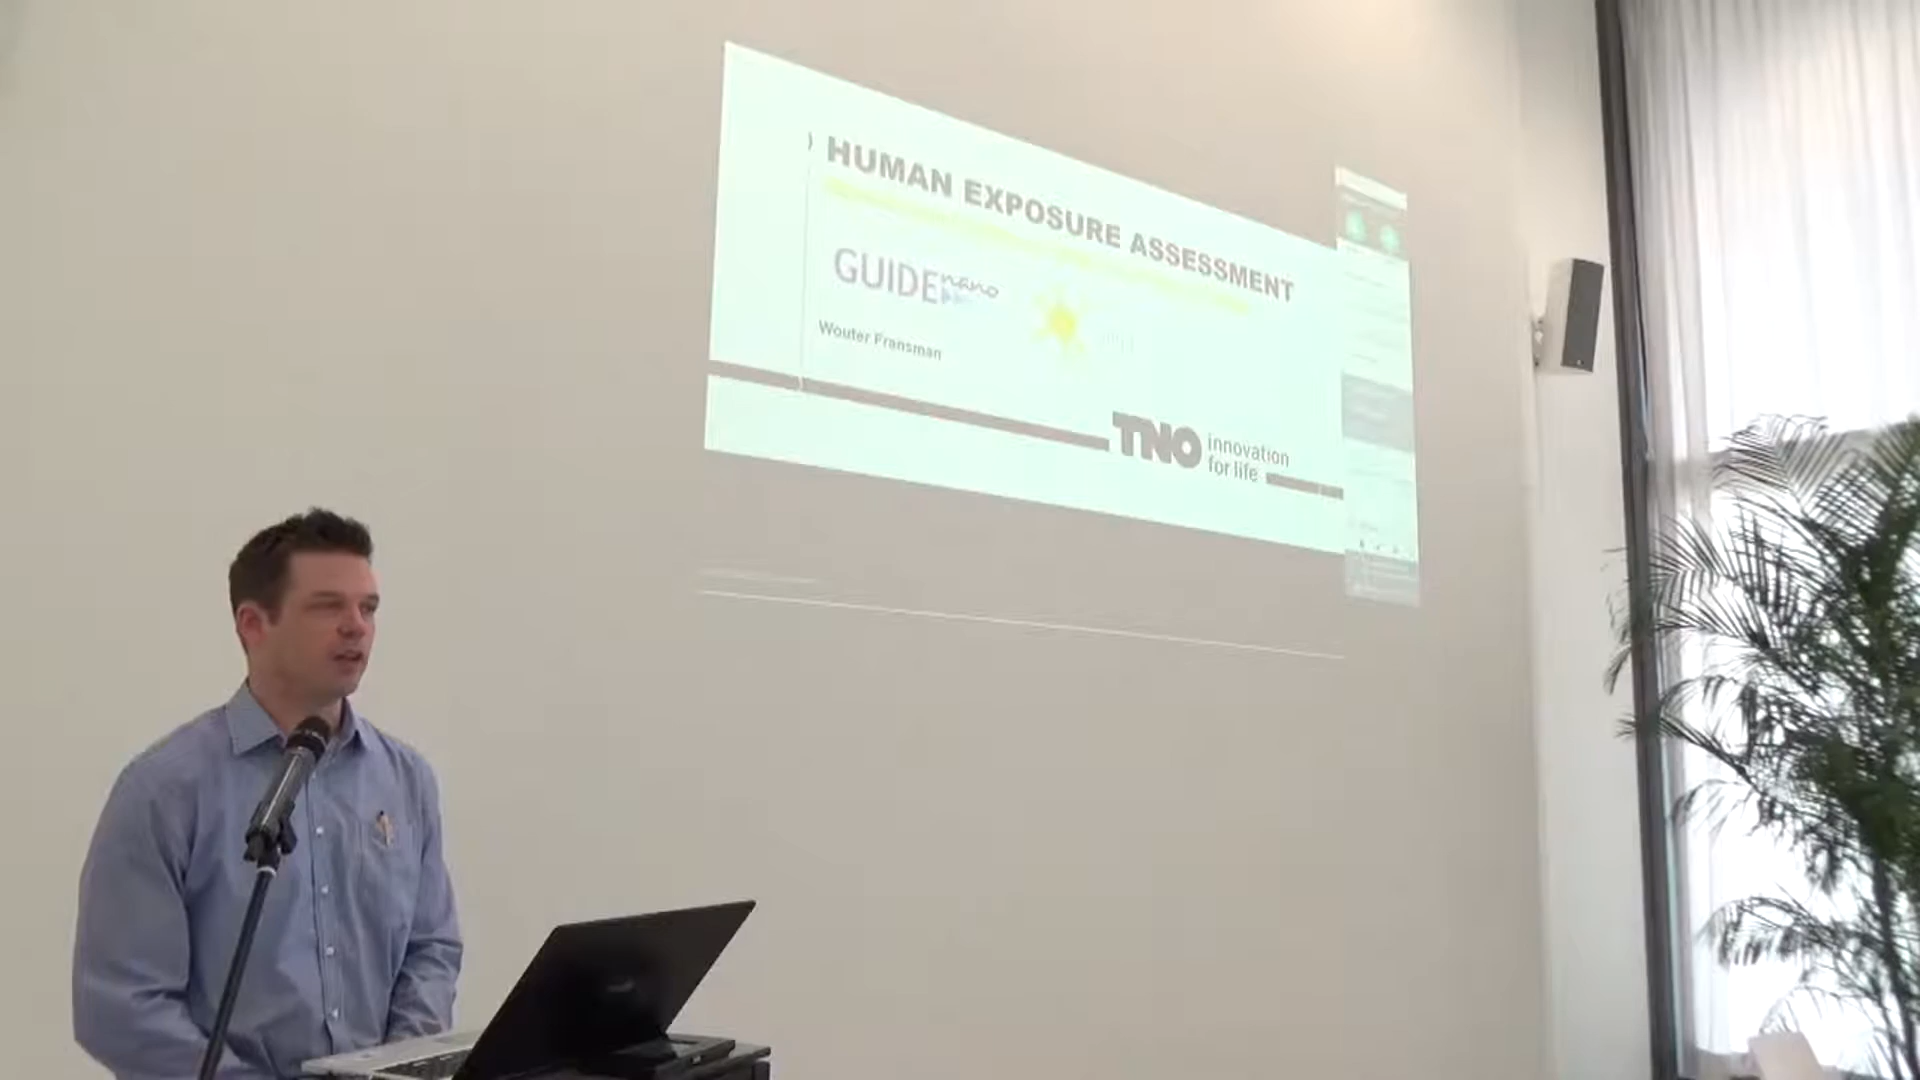 HUMAN EXPOSURE ASSESSMENT
GUIDEnano
Wouter Fransman
TNO innovation
for life